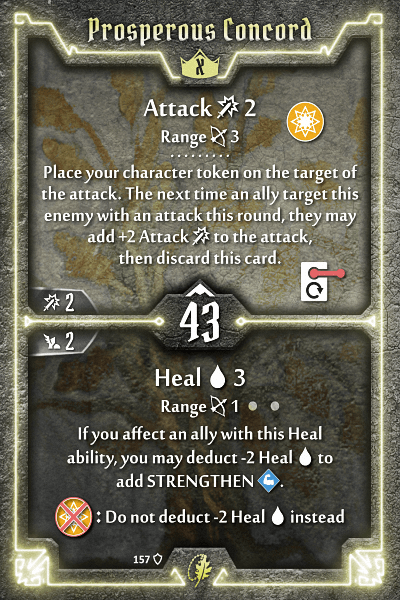 Prosperous Concord
X
Attack 2
Range 3
Place your character token on the target of
the attack. The next time an ally target this
enemy with an attack this round, they may
add +2 Attack to the attack,
then discard this card.
2
43
2
Heal 3
Range 1
If you affect an ally with this Heal
ability, you may deduct -2 Heal to
add STRENGTHEN .
: Do not deduct -2 Heal instead
157